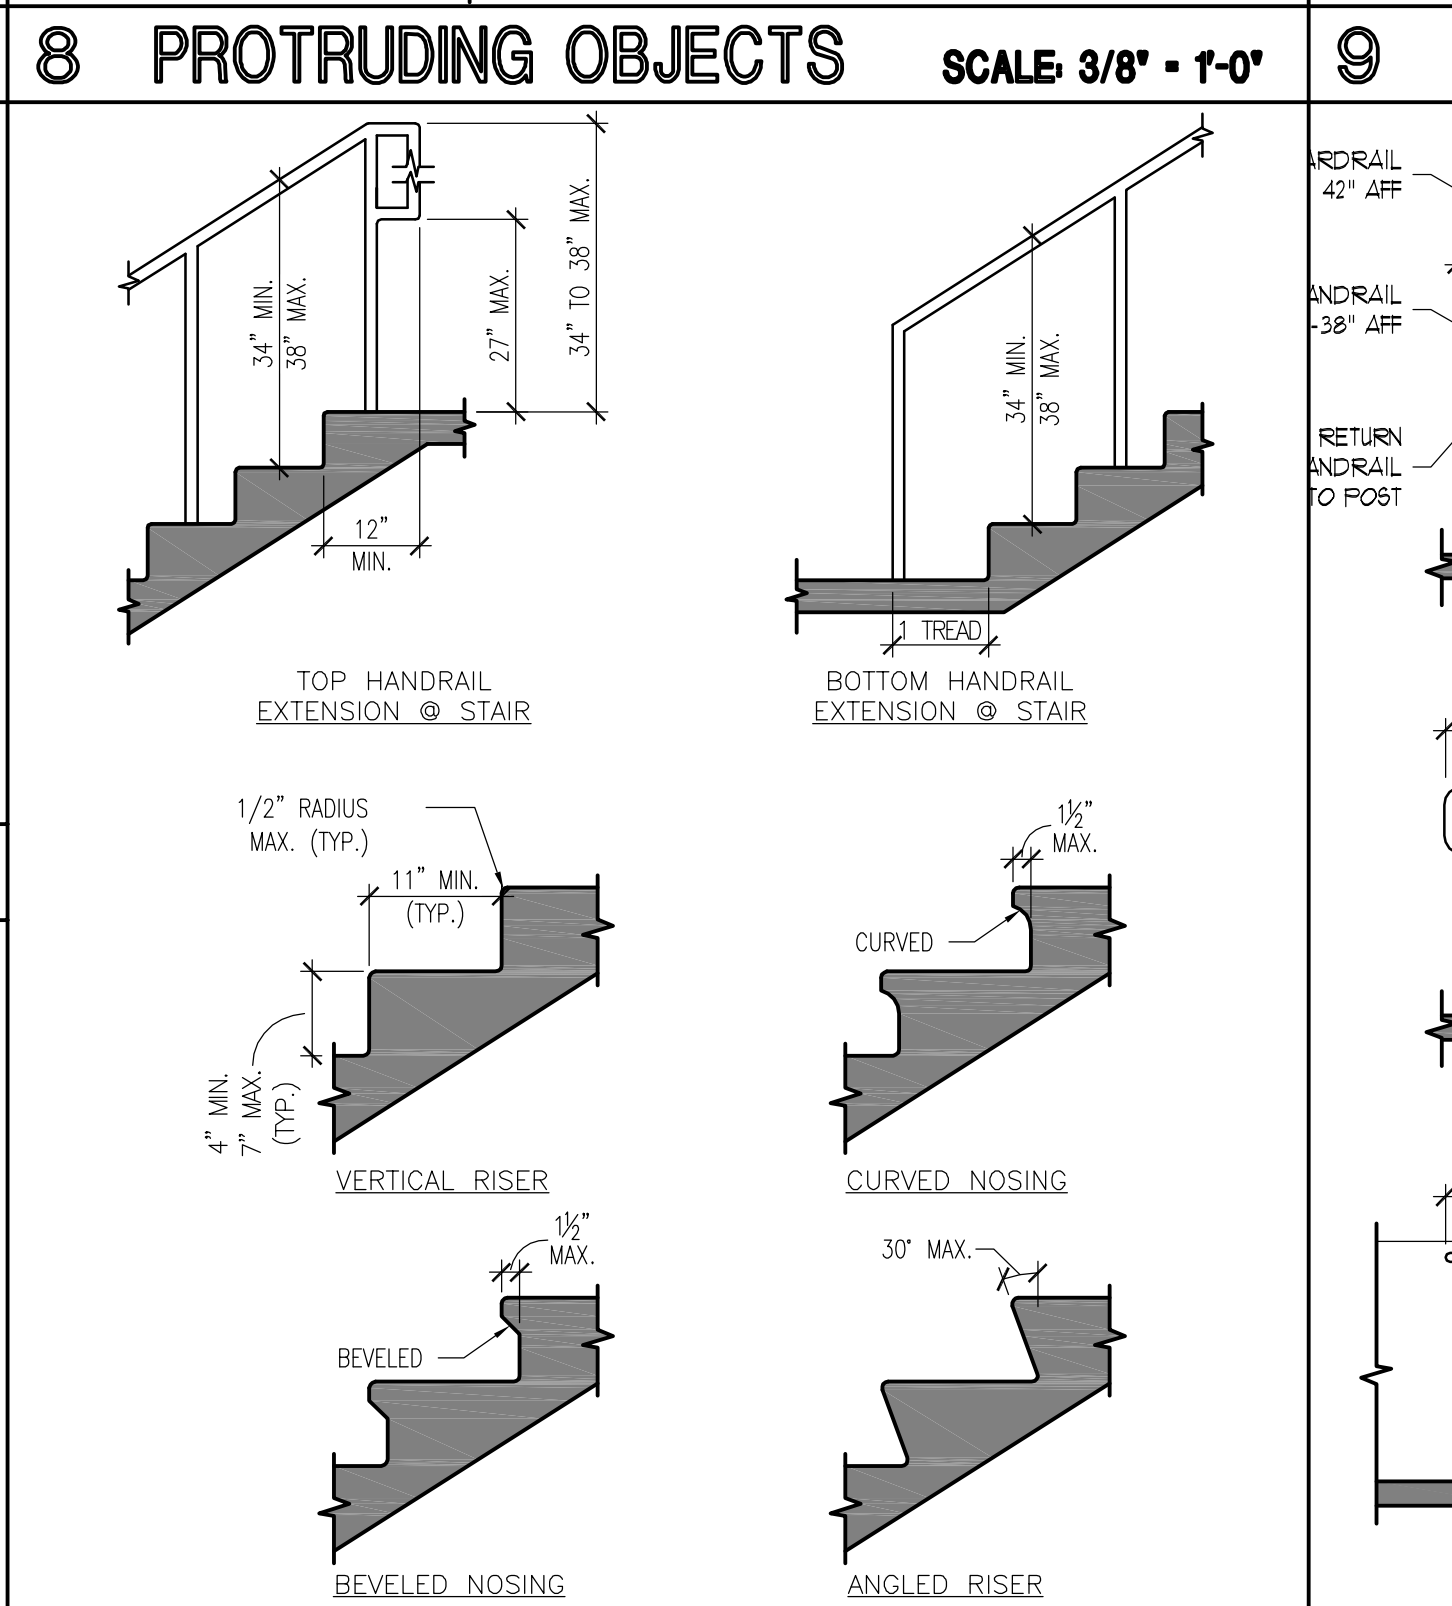 8 PROTRUDING OBJECTS SCALE: 3/8" = 1'-0"
9
34" MIN.
38" MAX.
27" MAX.
34" TO 38" MAX.
12"
MIN.
TOP HANDRAIL
EXTENSION @ STAIR
34" MIN.
38" MAX.
1 TREAD
BOTTOM HANDRAIL
EXTENSION @ STAIR
ARDRAIL
42" AFF
ANDRAIL
-38" AFF
RETURN
ANDRAIL
TO POST
1/2" RADIUS
MAX. (TYP.)
11" MIN.
(TYP.)
4" MIN.
7" MAX.
(TYP.)
VERTICAL RISER
1½"
MAX.
CURVED
CURVED NOSING
1½"
MAX.
BEVELED
BEVELED NOSING
30° MAX.
ANGLED RISER